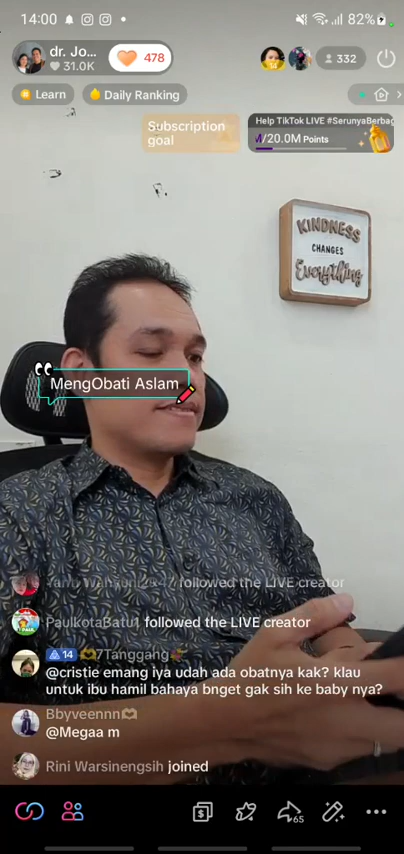 14:00
82%
dr. Jo...
31.0K
478
332
Learn
Daily Ranking
Subscription
goal
Help TikTok LIVE #SerunyaBerbag
/20.0M Points
KINDNESS
CHANGES
Everything
MengObati Aslam
followed the LIVE creator
PaulkotaBatu1 followed the LIVE creator
14 7Tanggang
@cristie emang iya udah ada obatnya kak? klau
untuk ibu hamil bahaya bnget gak sih ke baby nya?
Bbyveennn
@Megaa m
Rini Warsinengsih joined
65